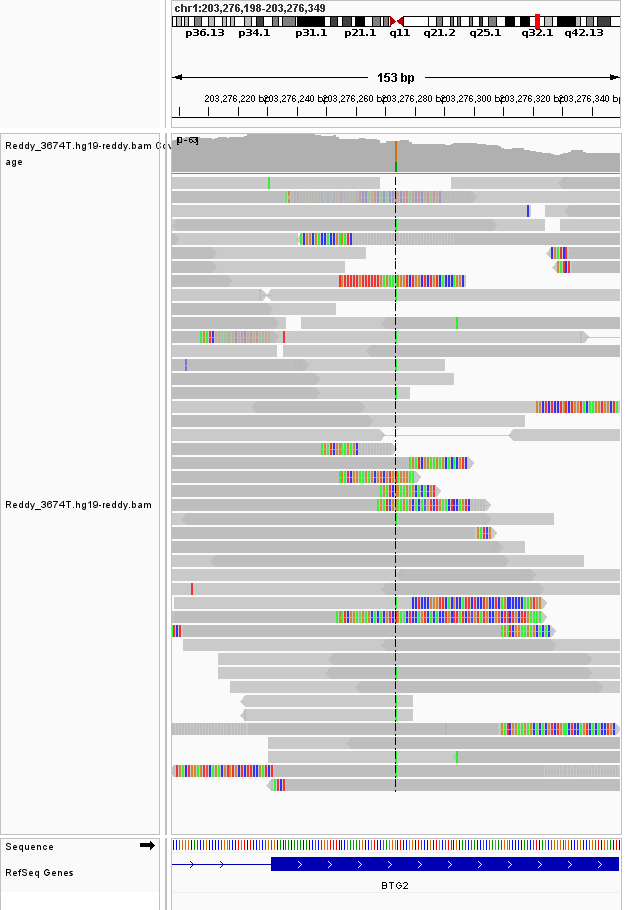 chr1:203,276,198-203,276,349
p36.13 p34.1 p31.1 p21.1 q11 q21.2 q25.1 q32.1 q42.13
153 bp
203,276,220 bp 203,276,240 bp 203,276,260 bp 203,276,280 bp 203,276,300 bp 203,276,320 bp 203,276,340 bp
Reddy_3674T.hg19-reddy.bam Cov
age
[0-63]
Reddy_3674T.hg19-reddy.bam
Sequence
RefSeq Genes
BTG2